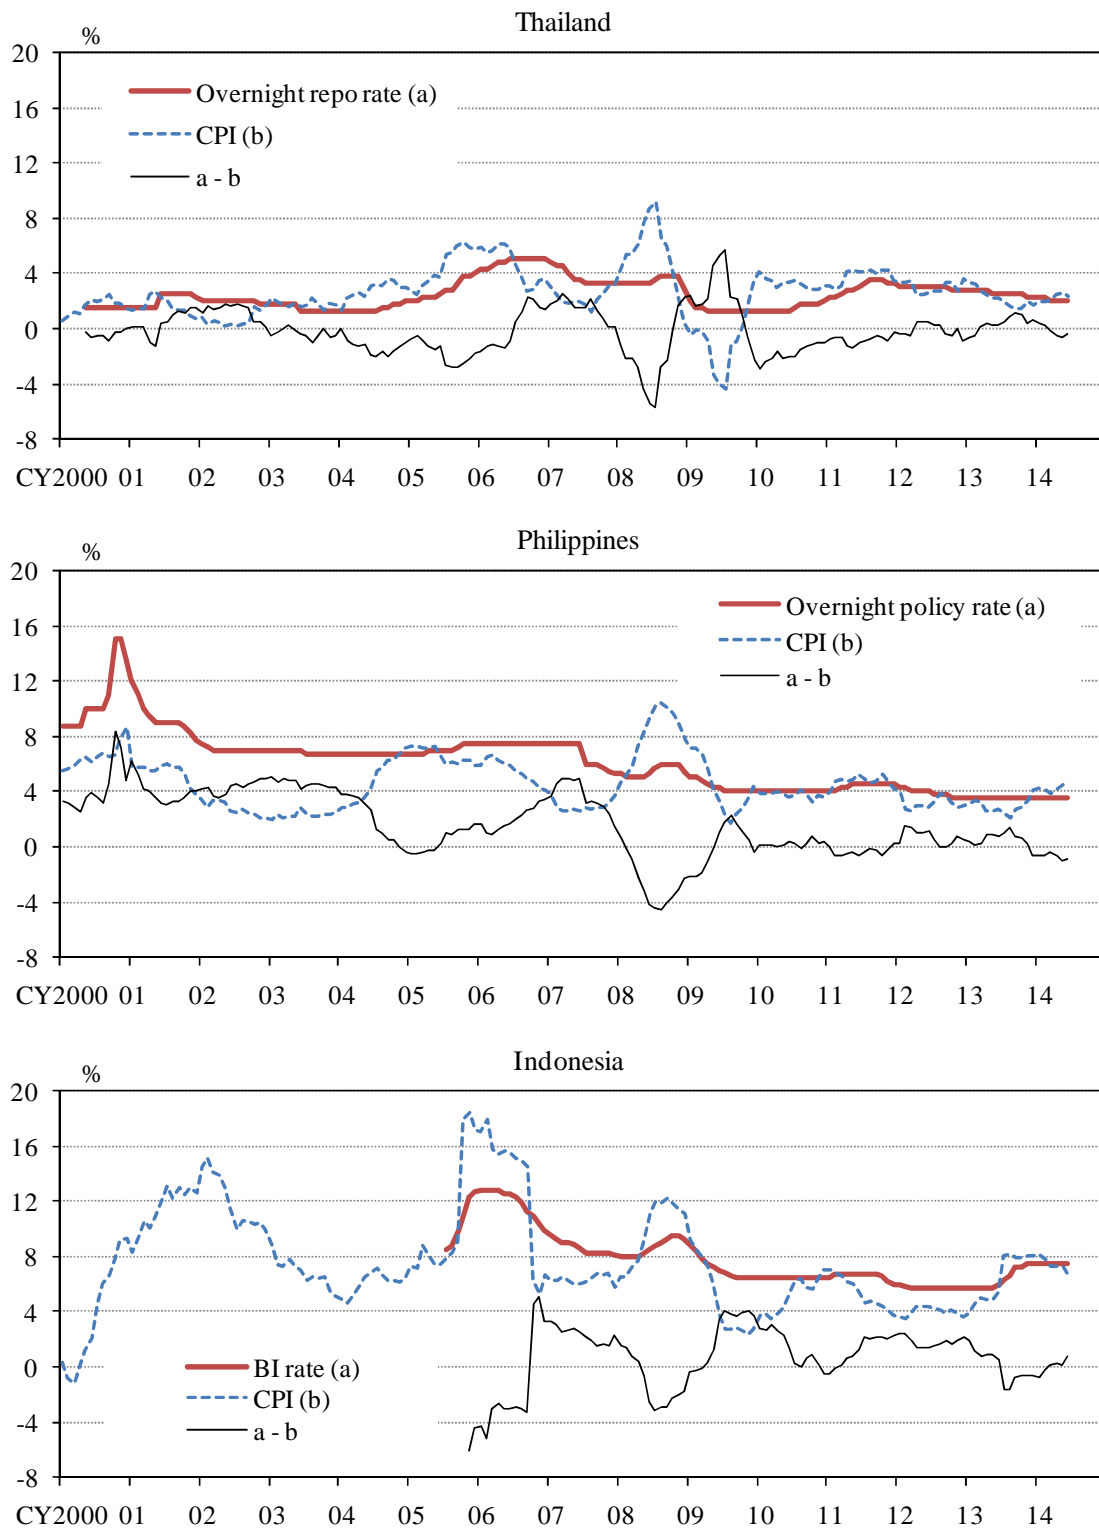 Thailand
%
20
16
12
8
4
0
-4
-8
Overnight repo rate (a)
CPI (b)
a - b
CY2000 01 02 03 04 05 06 07 08 09 10 11 12 13 14
Philippines
%
20
16
12
8
4
0
-4
-8
Overnight policy rate (a)
CPI (b)
a - b
CY2000 01 02 03 04 05 06 07 08 09 10 11 12 13 14
Indonesia
%
20
16
12
8
4
0
-4
-8
BI rate (a)
CPI (b)
a - b
CY2000 01 02 03 04 05 06 07 08 09 10 11 12 13 14